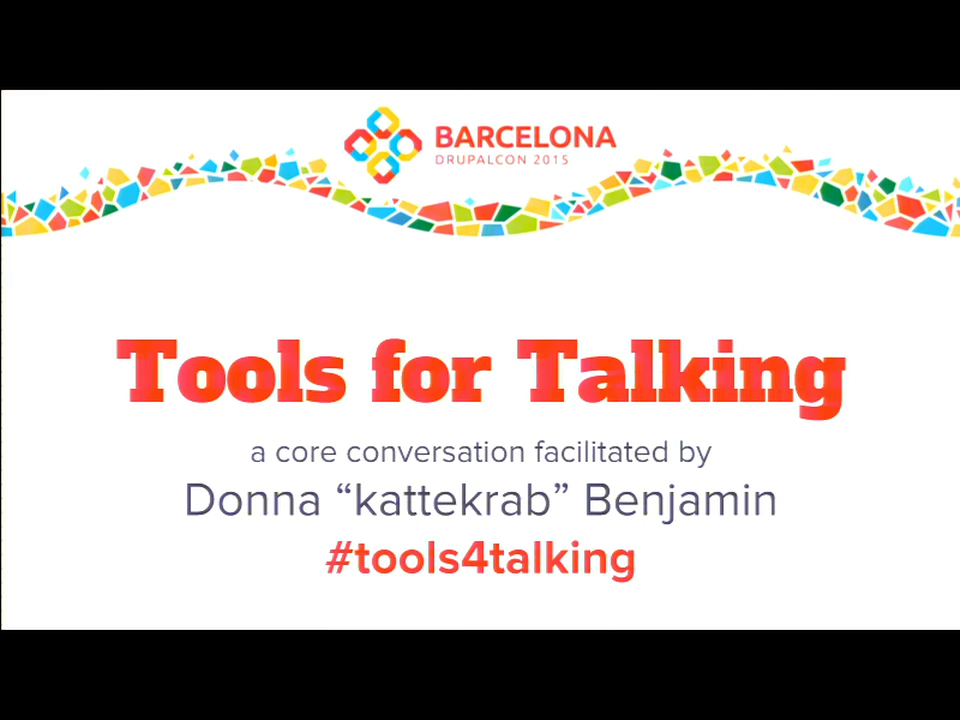 BARCELONA
DRUPALCON 2015
Tools for Talking
a core conversation facilitated by
Donna “kattekrab” Benjamin
#tools4talking